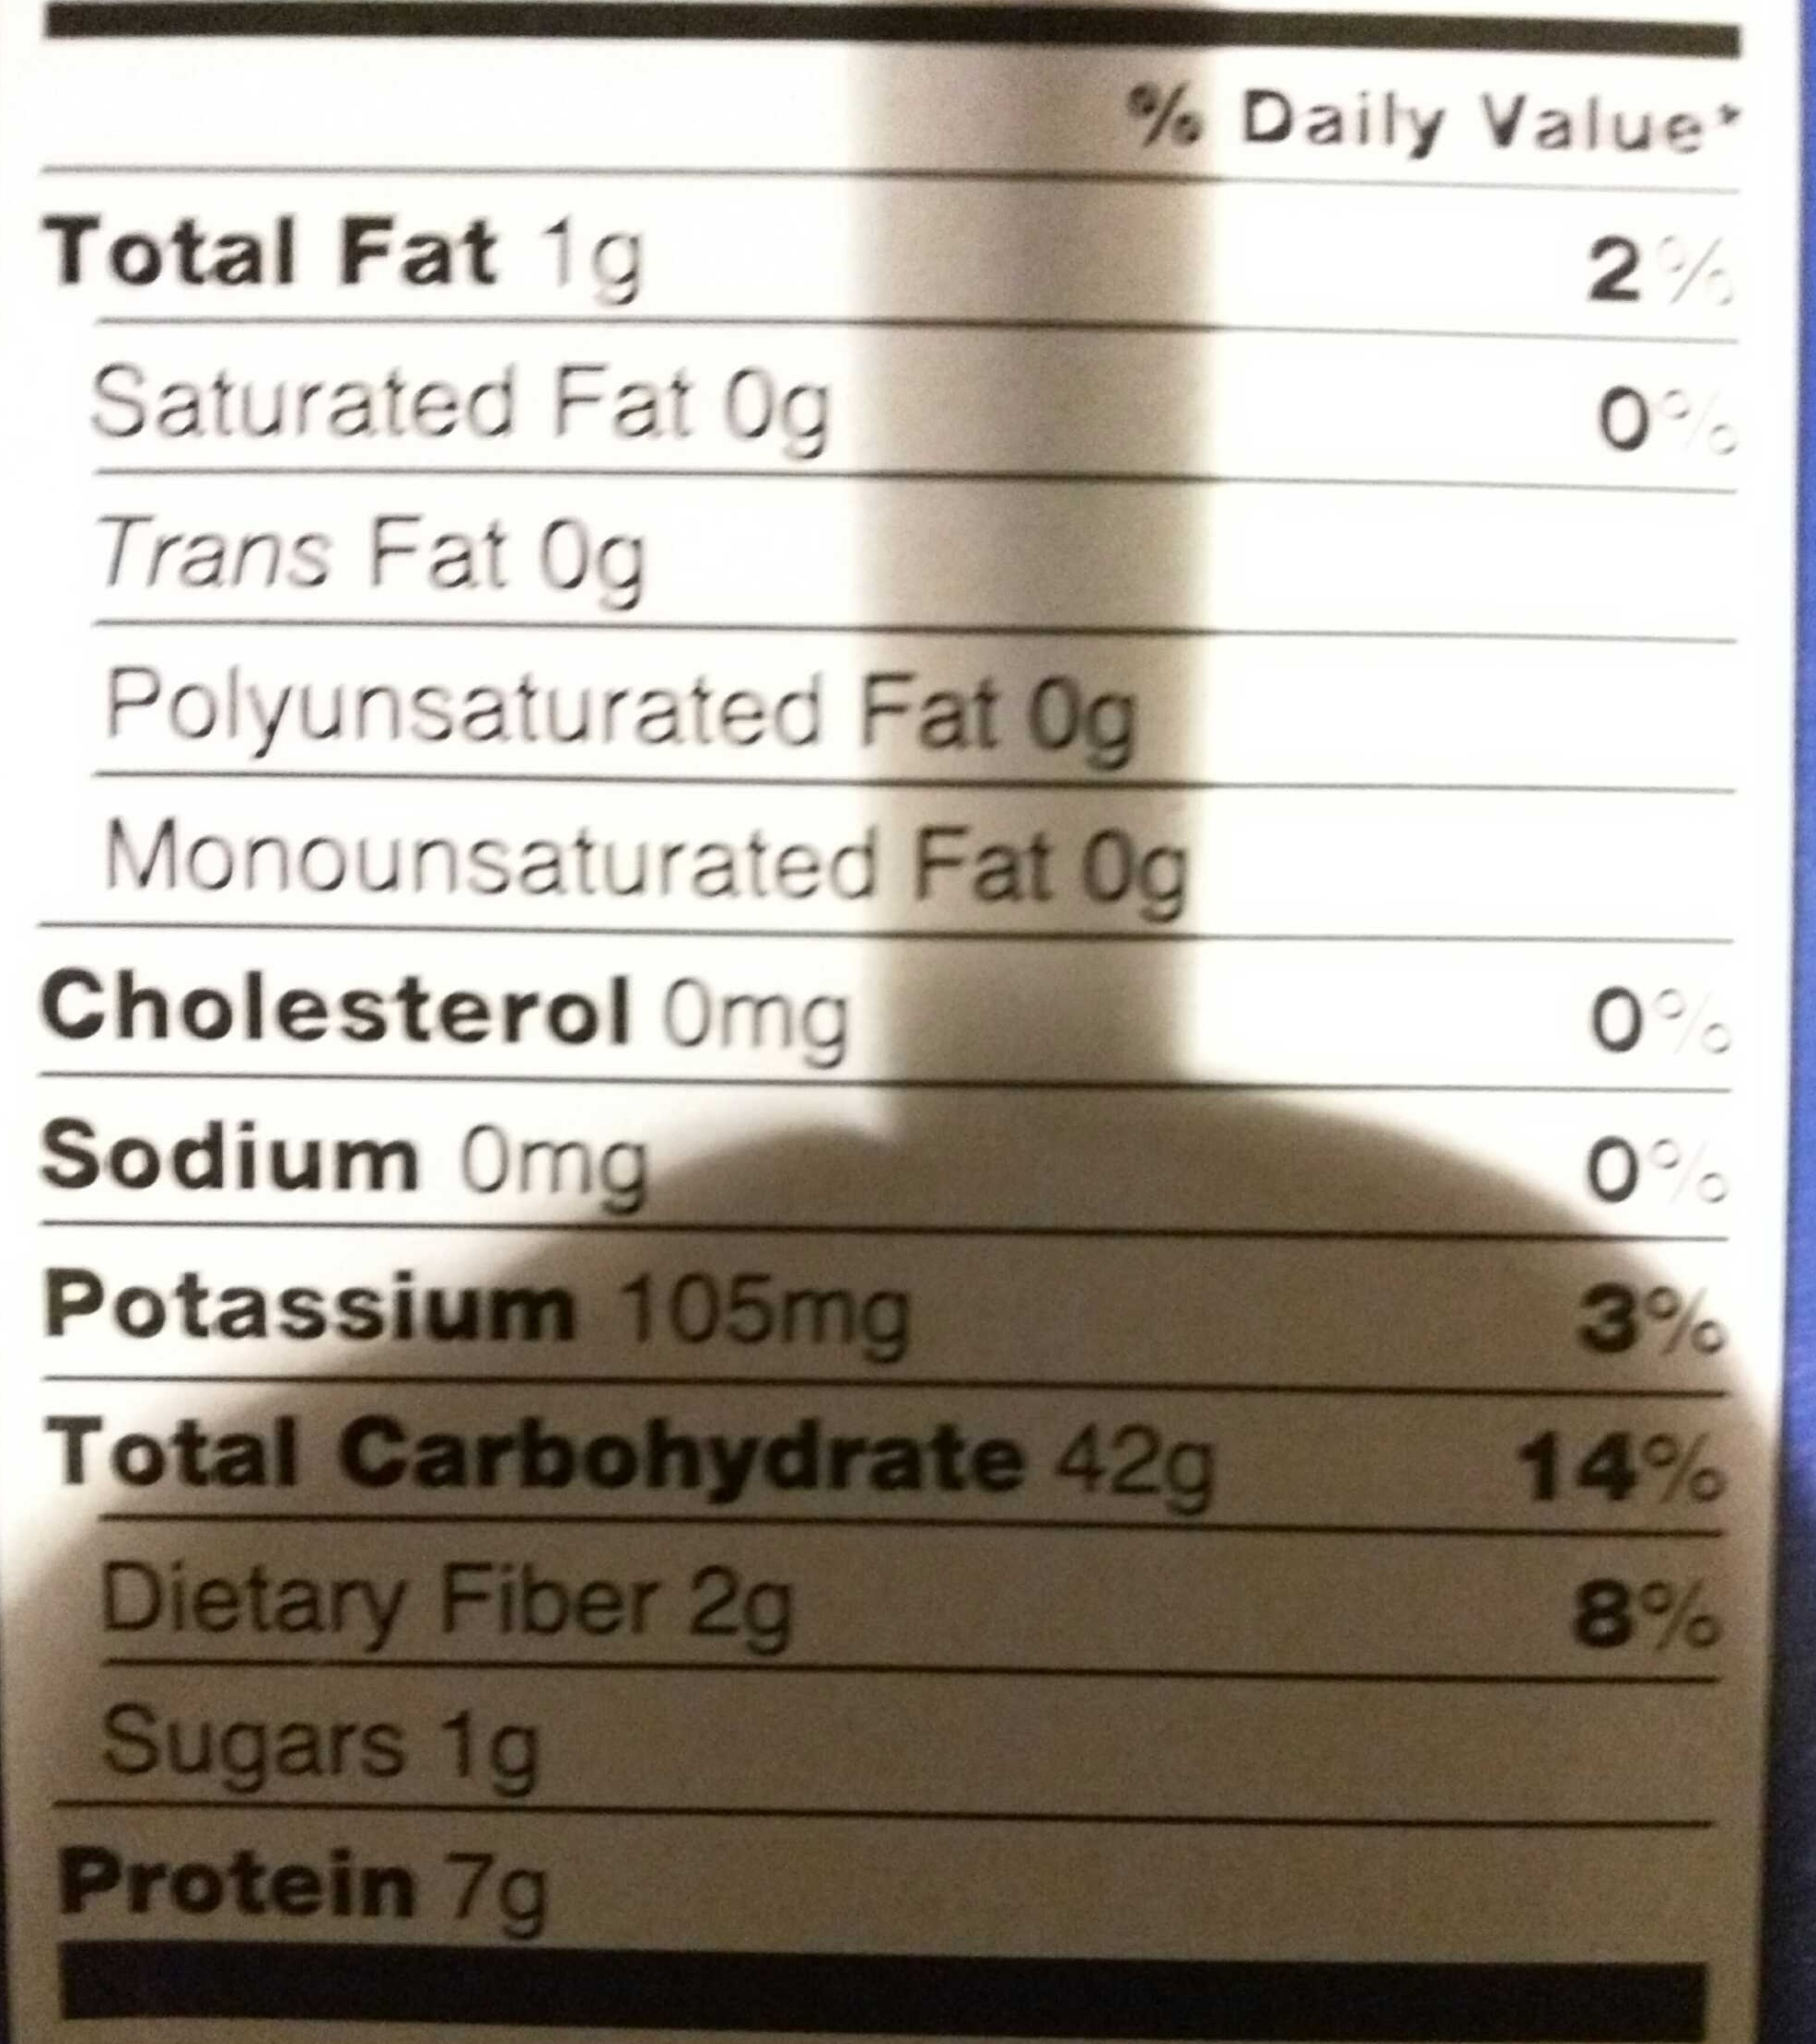 % Daily Value*
Total Fat 1g 2%
Saturated Fat 0g 0%
Trans Fat 0g
Polyunsaturated Fat 0g
Monounsaturated Fat 0g
Cholesterol 0mg 0%
Sodium 0mg 0%
Potassium 105mg 3%
Total Carbohydrate 42g 14%
Dietary Fiber 2g 8%
Sugars 1g
Protein 7g